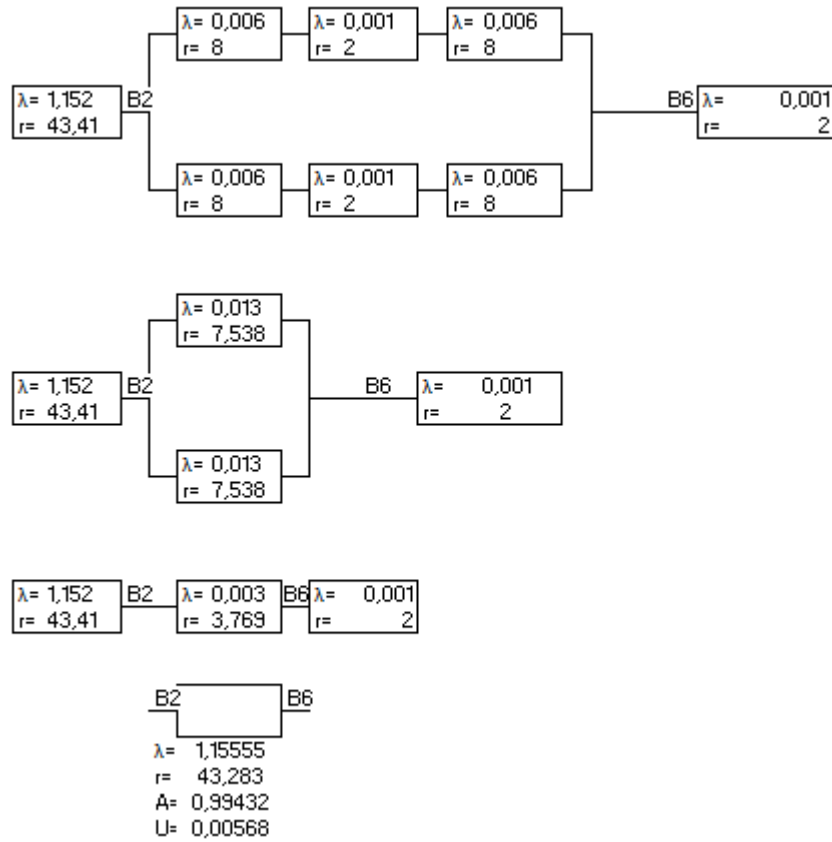 λ= 0,006 λ= 0,001 λ= 0,006
r= 8 r= 2 r= 8
λ= 1,152 B2 B6 λ= 0,001
r= 43,41 r= 2
λ= 0,006 λ= 0,001 λ= 0,006
r= 8 r= 2 r= 8
λ= 0,013
r= 7,538
λ= 1,152 B2 B6 λ= 0,001
r= 43,41 r= 2
λ= 0,013
r= 7,538
λ= 1,152 B2 λ= 0,003 B6 λ= 0,001
r= 43,41 r= 3,769 r= 2
B2 B6
λ= 1,15555
r= 43,283
A= 0,99432
U= 0,00568